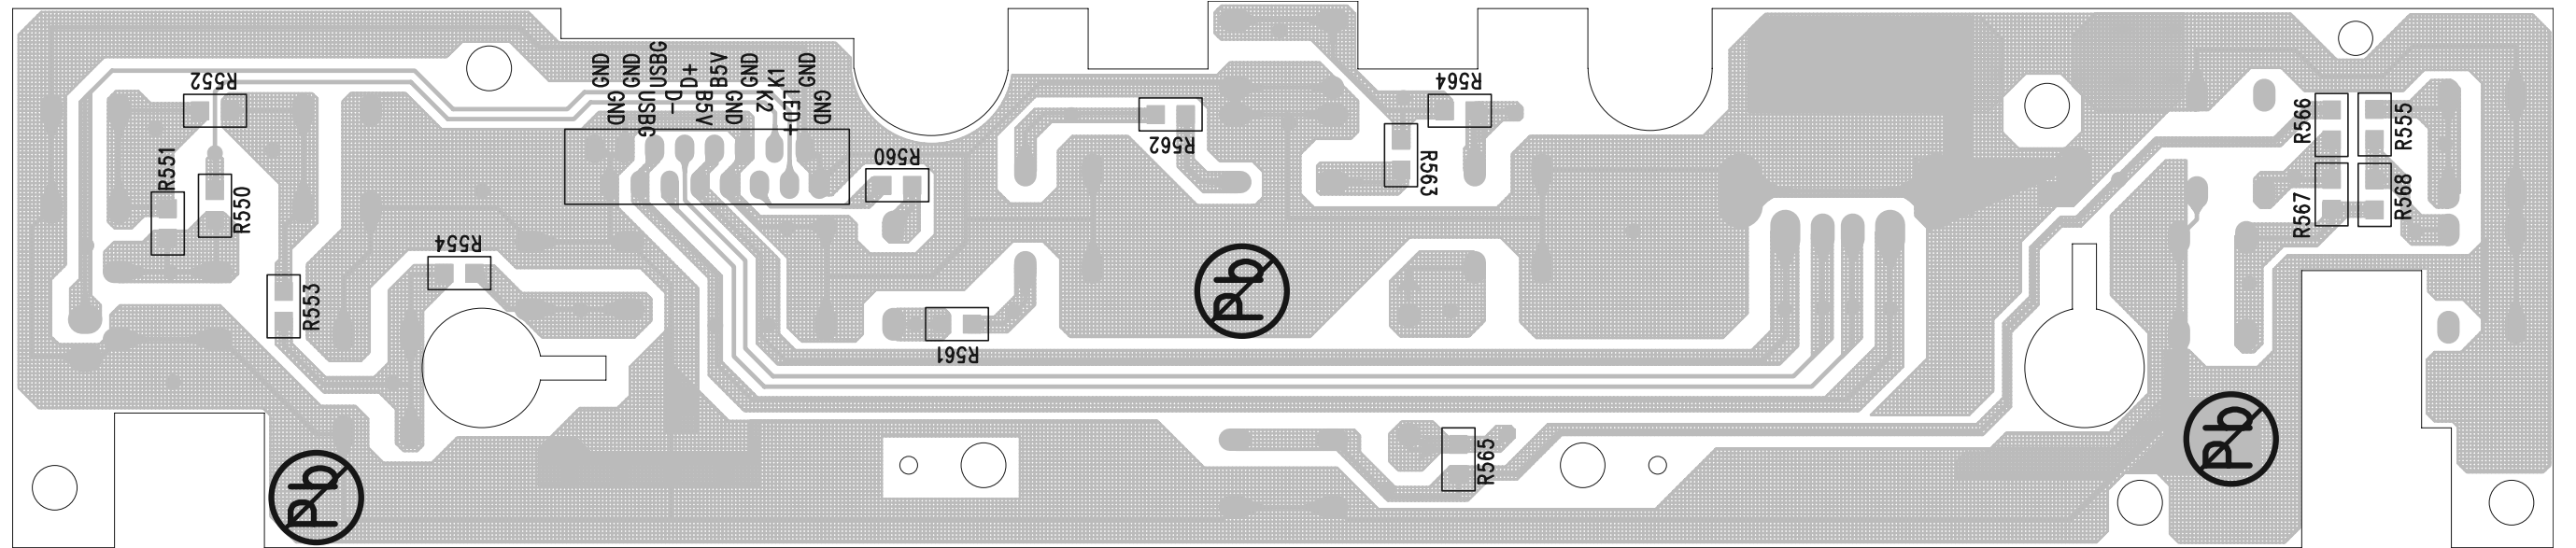 R552
R551
R550
R553
R554
GND
GND
USBG
D+
B5V
GND
K1
GND
GND
USBG
D-
B5V
GND
K2
LED+
GND
R560
R561
R562
R563
R564
R565
R566
R555
R567
R568
Pb
Pb
Pb